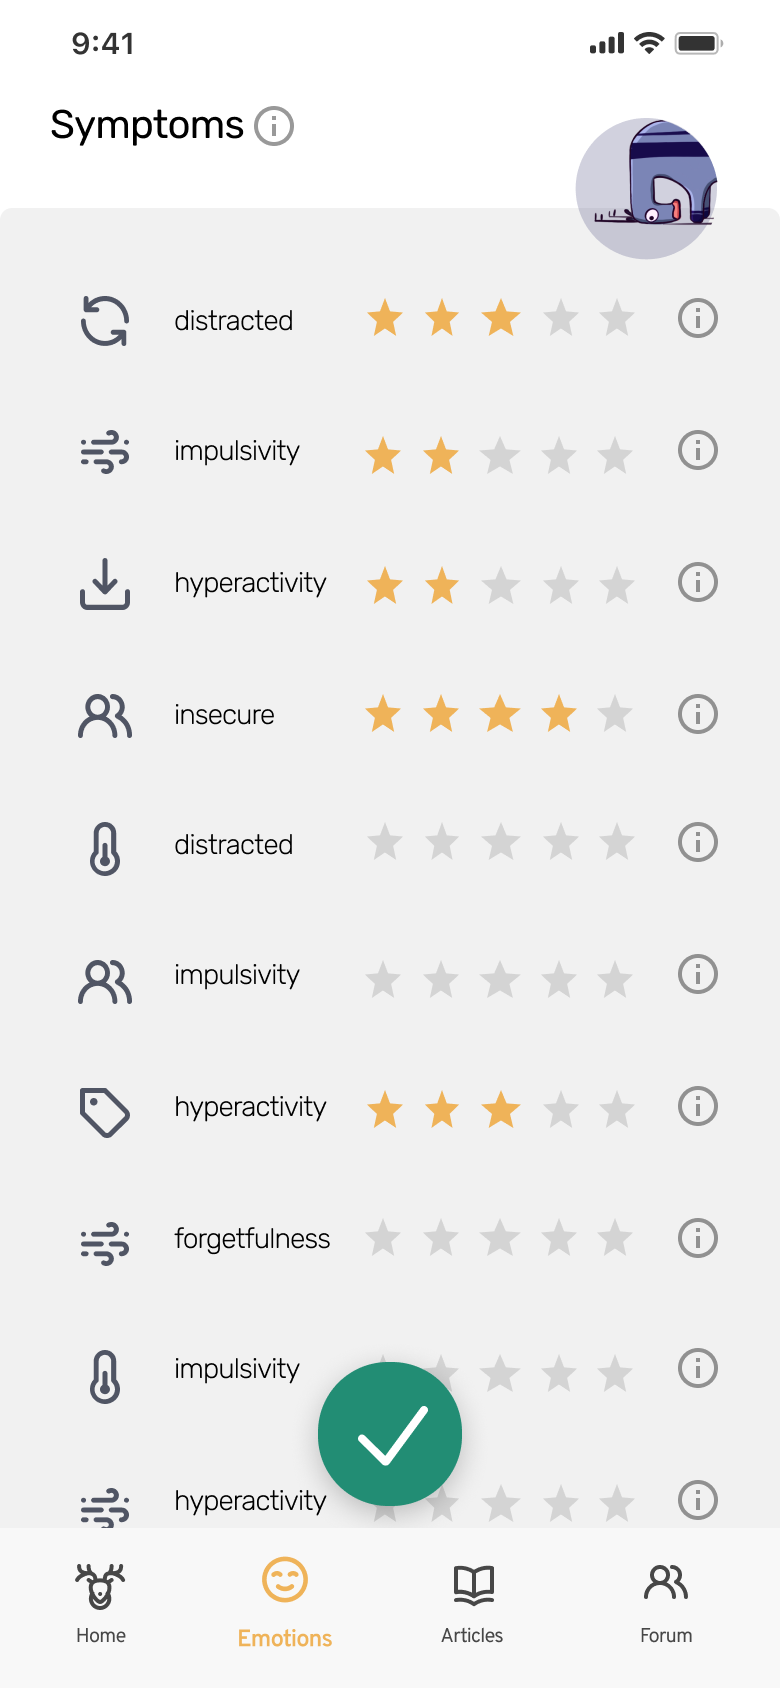 9:41
Symptoms
distracted
impulsivity
hyperactivity
insecure
distracted
impulsivity
hyperactivity
forgetfulness
impulsivity
hyperactivity
Home
Emotions
Articles
Forum